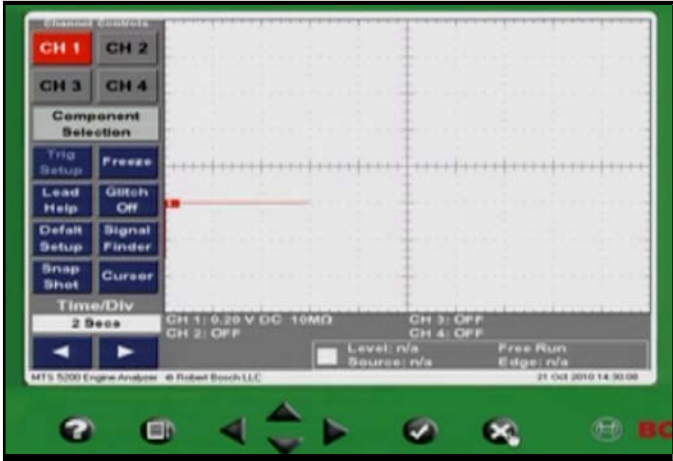 Channel Controls
CH 1 CH 2
CH 3 CH 4
Component
Selection
Trig
Setup
Freeze
Load
Help
Glitch
Off
Defalt
Setup
Signal
Finder
Snap
Shot
Cursor
Time/Div
2 Secs
CH 1: 0.20 V DC 10MΩ
CH 2: OFF
CH 3: OFF
CH 4: OFF
Level: n/a
Source: n/a
Free Run
Edge: n/a
MTS 5200 Engine Analyzer © Robert Bosch LLC
21 Oct 2010 14:30:08
BO